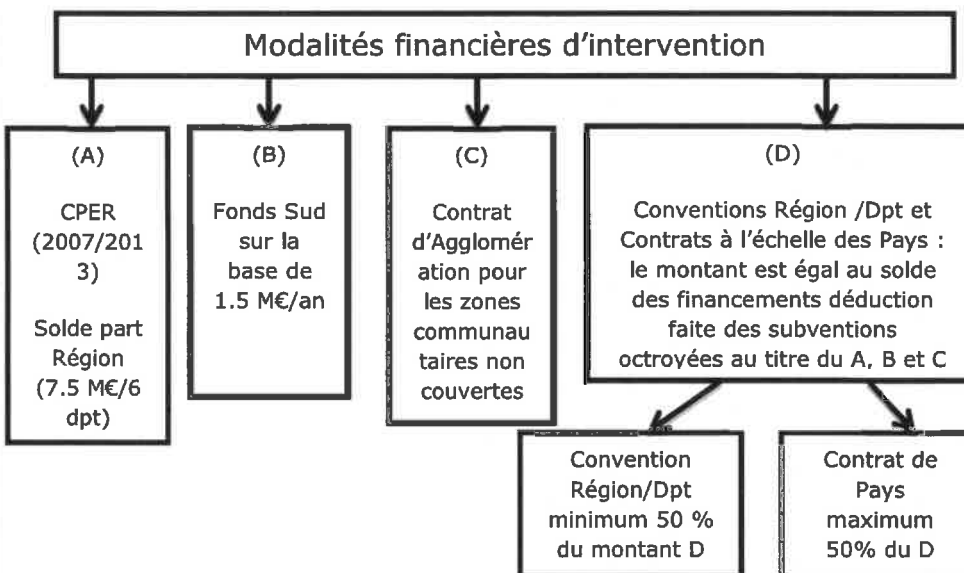 Modalités financières d'intervention
(A)
CPER
(2007/201
3)
Solde part
Région
(7.5 M€/6
dpt)
(B)
Fonds Sud
sur la
base de
1.5 M€/an
(C)
Contrat
d'Agglomér
ation pour
les zones
communau
taires non
couvertes
(D)
Conventions Région /Dpt et
Contrats à l'échelle des Pays :
le montant est égal au solde
des financements déduction
faite des subventions
octroyées au titre du A, B et C
Convention
Région/Dpt
minimum 50 %
du montant D
Contrat de
Pays
maximum
50% du D